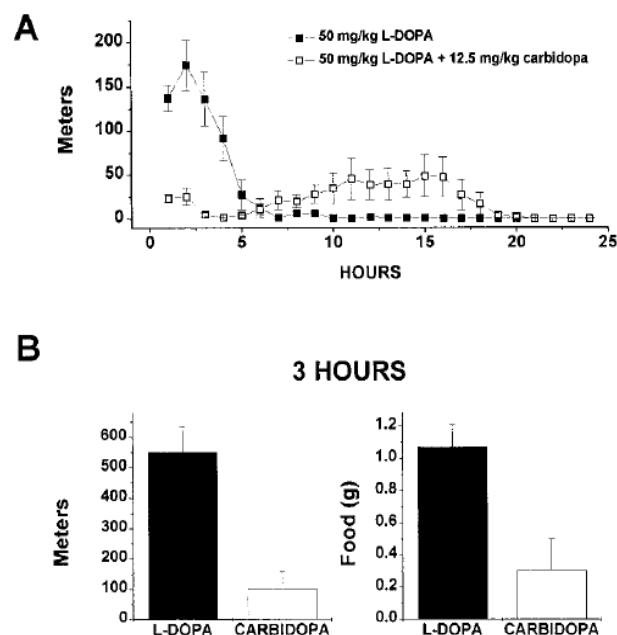 A
50 mg/kg L-DOPA
50 mg/kg L-DOPA + 12.5 mg/kg carbidopa
Meters
200
150
100
50
0
0 5 10 15 20 25
HOURS
B
3 HOURS
Meters
600
500
400
300
200
100
0
L-DOPA CARBIDOPA
Food (g)
1.2
1.0
0.8
0.6
0.4
0.2
0.0
L-DOPA CARBIDOPA